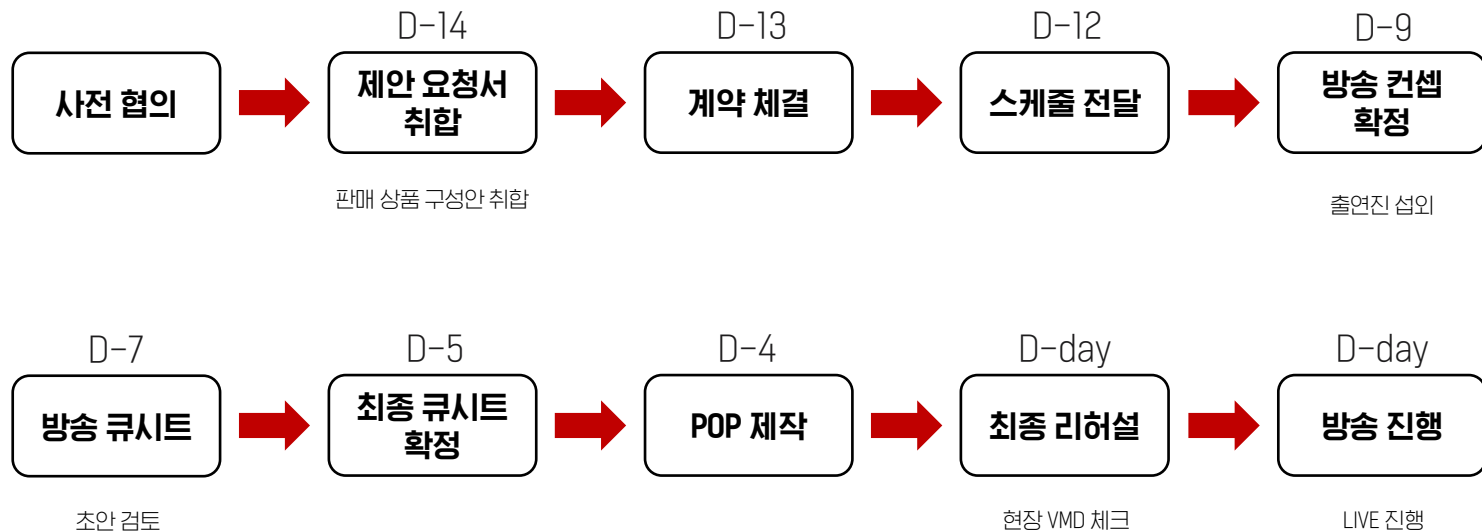 D-14
D-13
D-12
D-9
사전 협의
제안 요청서
취합
계약 체결
스케줄 전달
방송 컨셉
확정
판매 상품 구성안 취합
출연진 섭외
D-7
D-5
D-4
D-day
D-day
방송 큐시트
최종 큐시트
확정
POP 제작
최종 리허설
방송 진행
초안 검토
현장 VMD 체크
LIVE 진행